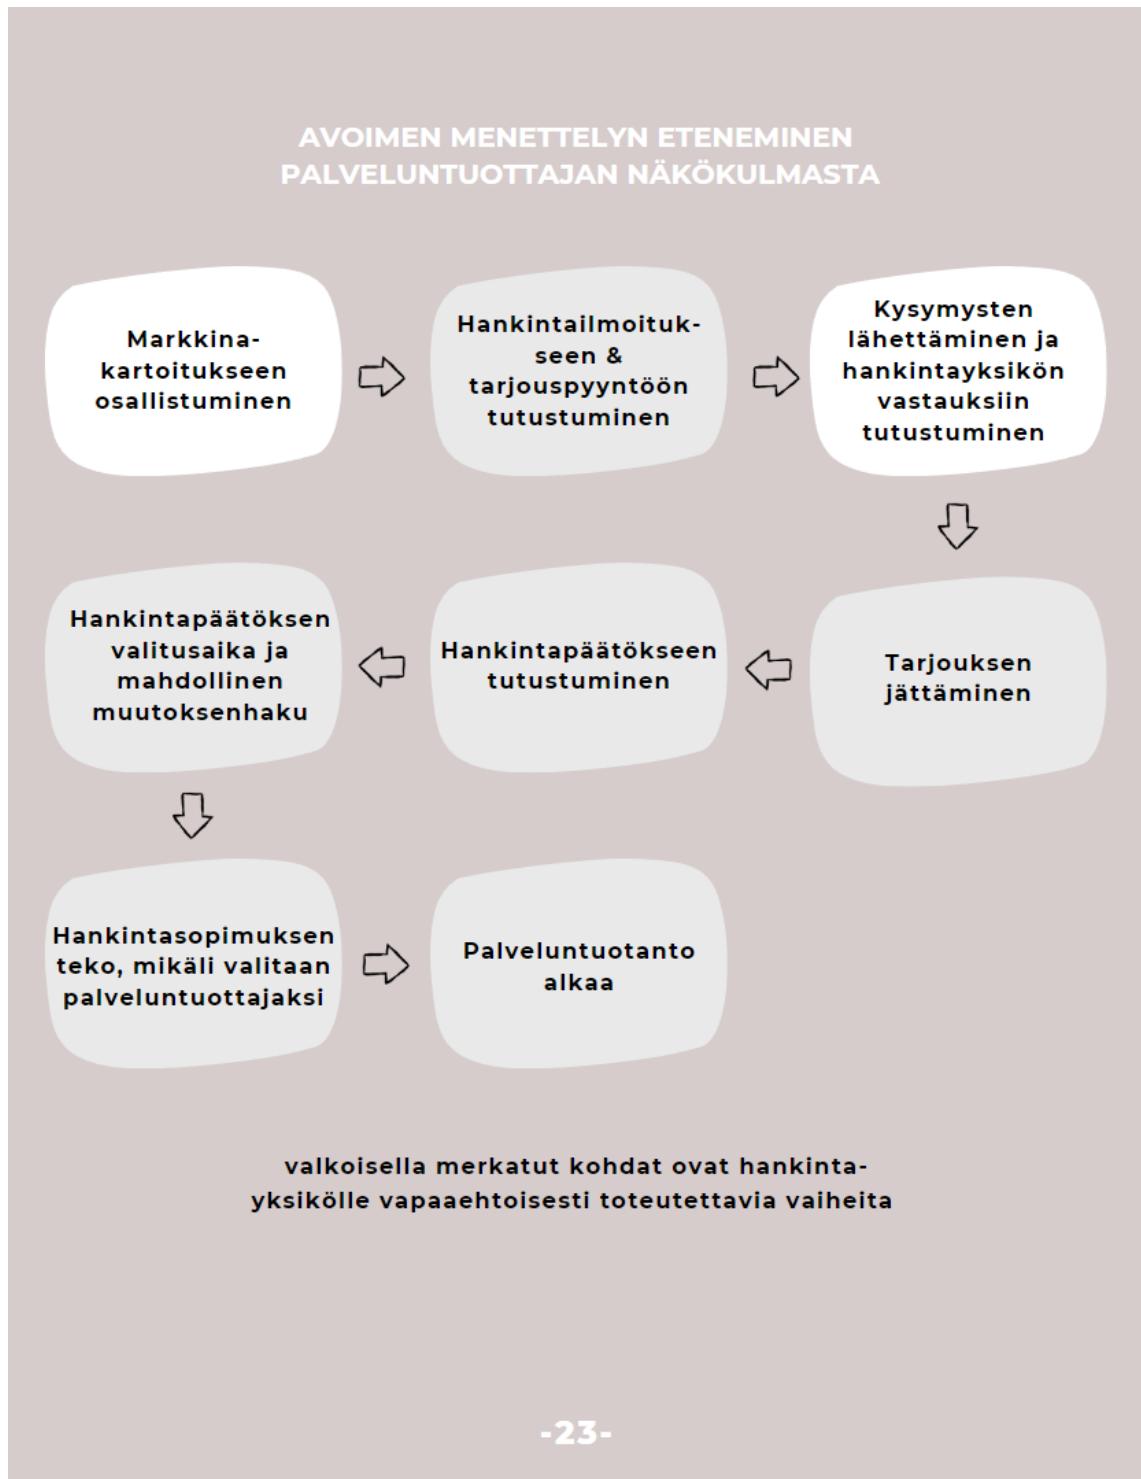 AVOIMEN MENETTELYN ETENEMINEN
PALVELUNTUOTTAJAN NÄKÖKULMASTA
Markkina-
kartoitukseen
osallistuminen
Hankintailmoituk-
seen &
tarjouspyyntöön
tutustuminen
Kysymysten
lähettäminen ja
hankintayksikön
vastauksiin
tutustuminen
Tarjouksen
jättäminen
Hankintapäätökseen
tutustuminen
Hankintapäätöksen
valitusaika ja
mahdollinen
muutoksenhaku
Hankintasopimuksen
teko, mikäli valitaan
palveluntuottajaksi
Palveluntuotanto
alkaa
valkoisella merkatut kohdat ovat hankinta-
yksikölle vapaaehtoisesti toteutettavia vaiheita
-23-